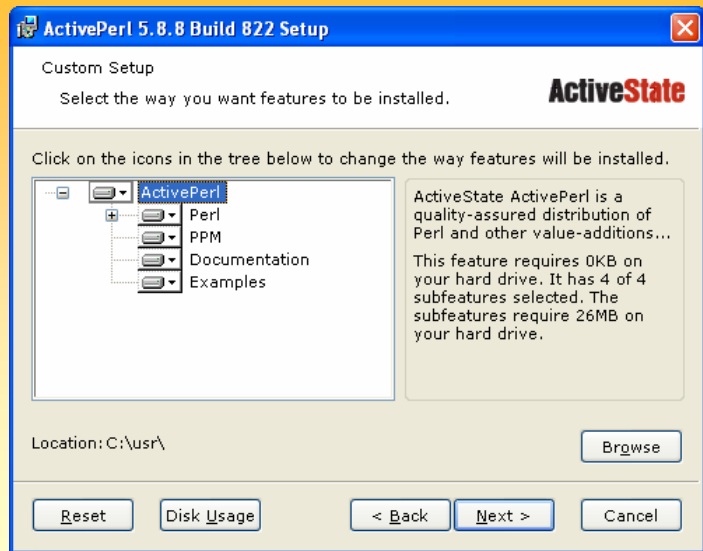 ActivePerl 5.8.8 Build 822 Setup
Custom Setup
Select the way you want features to be installed.
ActiveState
Click on the icons in the tree below to change the way features will be installed.
ActivePerl
Perl
PPM
Documentation
Examples
ActiveState ActivePerl is a
quality-assured distribution of
Perl and other value-additions...
This feature requires 0KB on
your hard drive. It has 4 of 4
subfeatures selected. The
subfeatures require 26MB on
your hard drive.
Location: C:\usr\
Browse
Reset
Disk Usage
< Back
Next >
Cancel